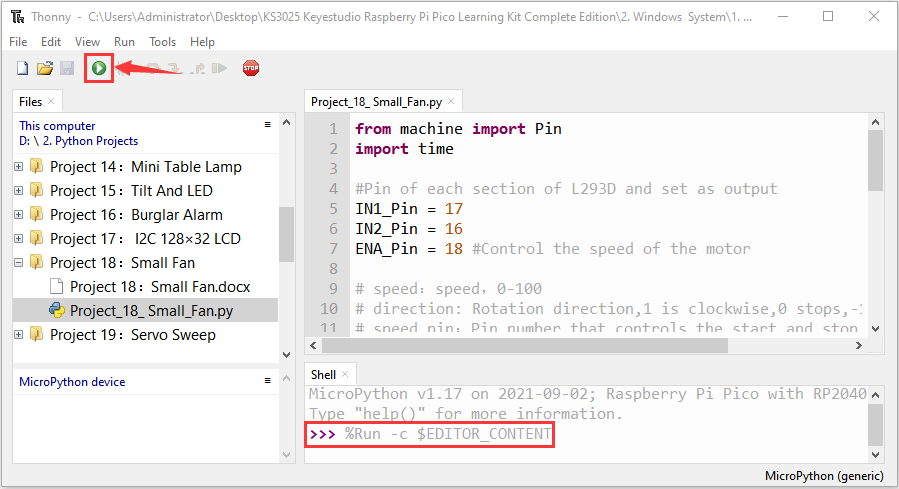 Thonny - C:\Users\Administrator\Desktop\KS3025 Keyestudio Raspberry Pi Pico Learning Kit Complete Edition\2. Windows System\1. ...
File Edit View Run Tools Help
STOP
Files
This computer
D: \ 2. Python Projects
Project 14：Mini Table Lamp
Project 15：Tilt And LED
Project 16：Burglar Alarm
Project 17： I2C 128×32 LCD
Project 18：Small Fan
Project 18：Small Fan.docx
Project_18_ Small_Fan.py
Project 19：Servo Sweep
MicroPython device
Project_18_ Small_Fan.py
1 from machine import Pin
2 import time
3
4 #Pin of each section of L293D and set as output
5 IN1_Pin = 17
6 IN2_Pin = 16
7 ENA_Pin = 18 #Control the speed of the motor
8
9 # speed：speed，0-100
10 # direction: Rotation direction,1 is clockwise,0 stops,-1
11 # speed_pin：Pin number that controls the start and stop
Shell
MicroPython v1.17 on 2021-09-02; Raspberry Pi Pico with RP2040
Type "help()" for more information.
>>> %Run -c $EDITOR_CONTENT
MicroPython (generic)